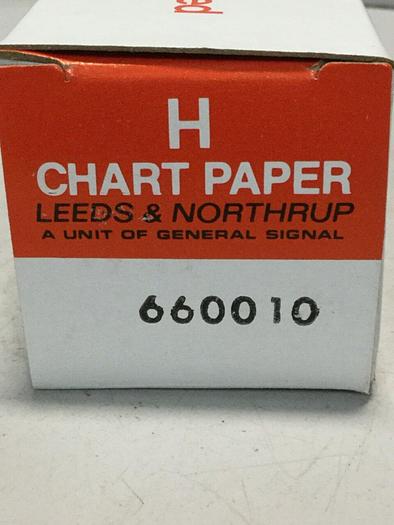 H
CHART PAPER
LEEDS & NORTHRUP
A UNIT OF GENERAL SIGNAL
660010